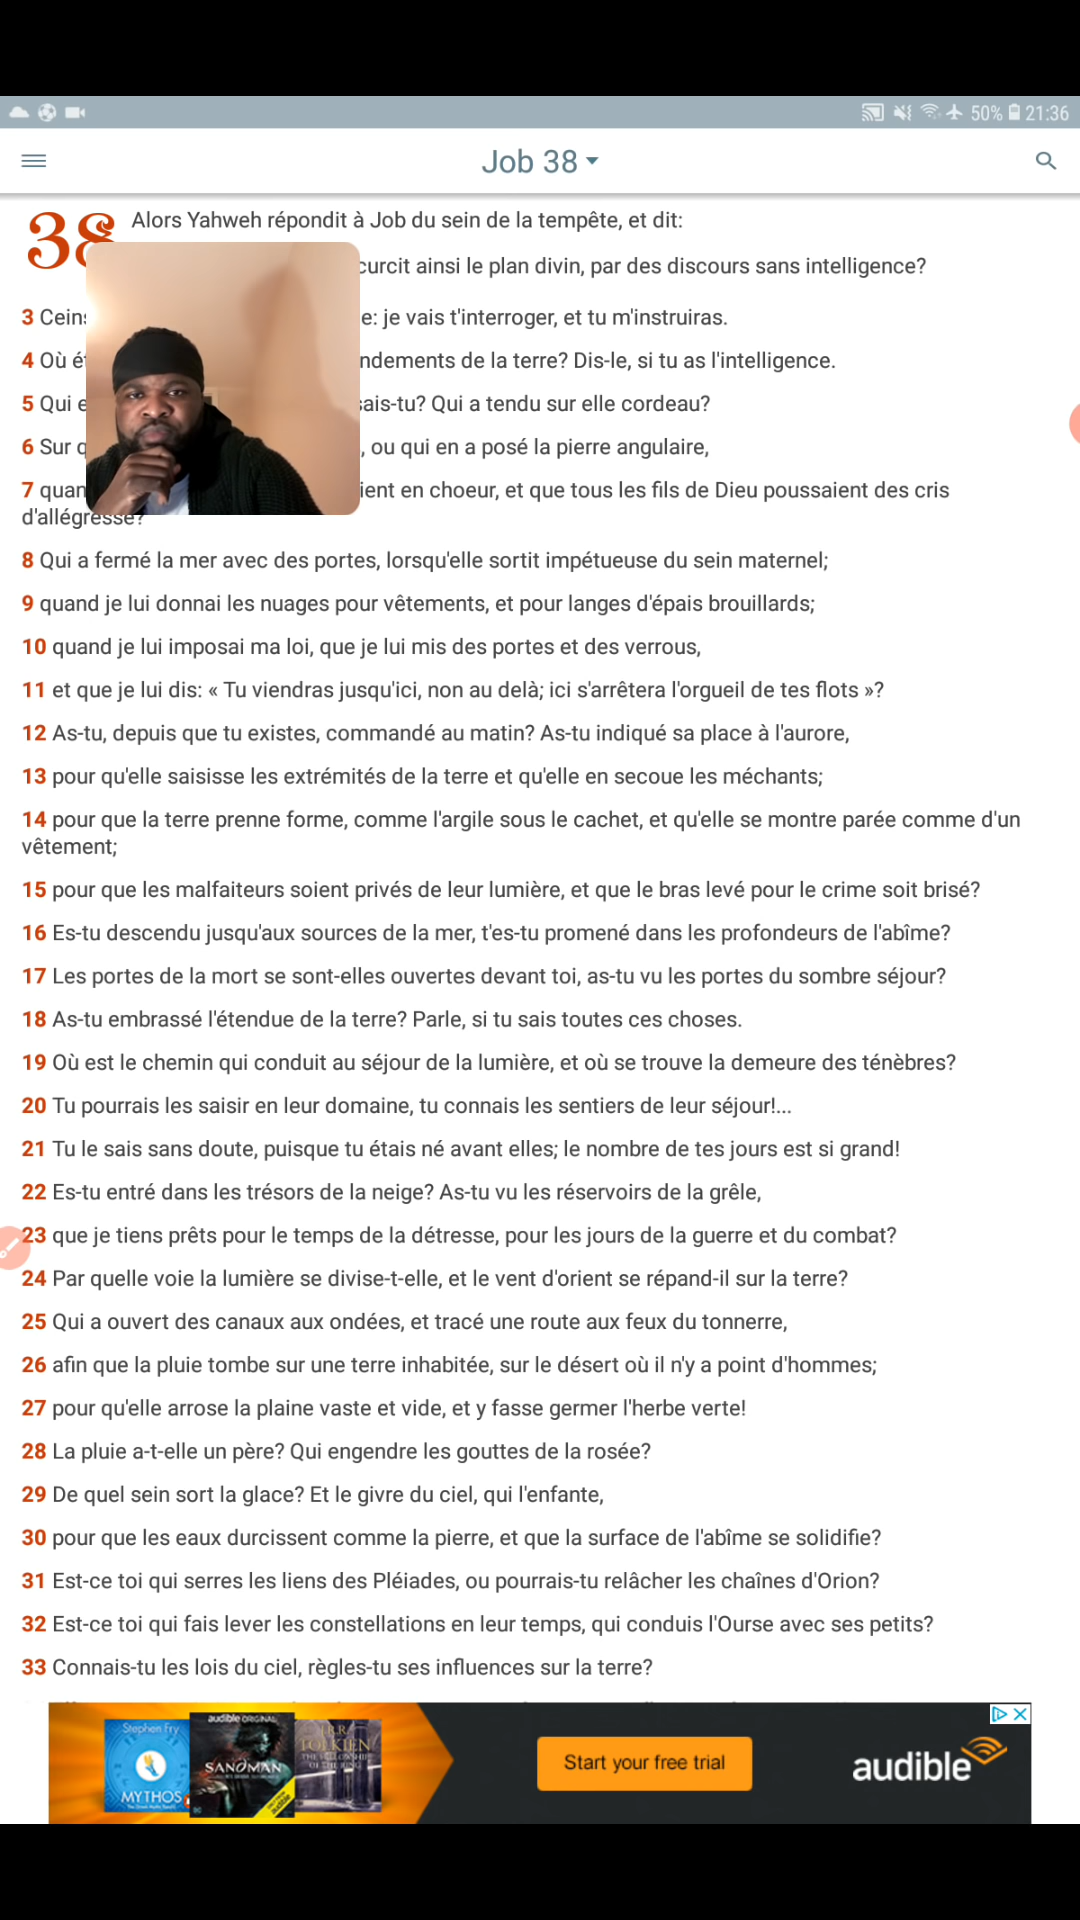 50% 21:36
Job 38
38 Alors Yahweh répondit à Job du sein de la tempête, et dit:
curcit ainsi le plan divin, par des discours sans intelligence?
3 Ceins e: je vais t'interroger, et tu m'instruiras.
4 Où ét ndements de la terre? Dis-le, si tu as l'intelligence.
5 Qui e sais-tu? Qui a tendu sur elle cordeau?
6 Sur q , ou qui en a posé la pierre angulaire,
7 quan ient en choeur, et que tous les fils de Dieu poussaient des cris
d'allégresse?
8 Qui a fermé la mer avec des portes, lorsqu'elle sortit impétueuse du sein maternel;
9 quand je lui donnai les nuages pour vêtements, et pour langes d'épais brouillards;
10 quand je lui imposai ma loi, que je lui mis des portes et des verrous,
11 et que je lui dis: « Tu viendras jusqu'ici, non au delà; ici s'arrêtera l'orgueil de tes flots »?
12 As-tu, depuis que tu existes, commandé au matin? As-tu indiqué sa place à l'aurore,
13 pour qu'elle saisisse les extrémités de la terre et qu'elle en secoue les méchants;
14 pour que la terre prenne forme, comme l'argile sous le cachet, et qu'elle se montre parée comme d'un
vêtement;
15 pour que les malfaiteurs soient privés de leur lumière, et que le bras levé pour le crime soit brisé?
16 Es-tu descendu jusqu'aux sources de la mer, t'es-tu promené dans les profondeurs de l'abîme?
17 Les portes de la mort se sont-elles ouvertes devant toi, as-tu vu les portes du sombre séjour?
18 As-tu embrassé l'étendue de la terre? Parle, si tu sais toutes ces choses.
19 Où est le chemin qui conduit au séjour de la lumière, et où se trouve la demeure des ténèbres?
20 Tu pourrais les saisir en leur domaine, tu connais les sentiers de leur séjour!...
21 Tu le sais sans doute, puisque tu étais né avant elles; le nombre de tes jours est si grand!
22 Es-tu entré dans les trésors de la neige? As-tu vu les réservoirs de la grêle,
23 que je tiens prêts pour le temps de la détresse, pour les jours de la guerre et du combat?
24 Par quelle voie la lumière se divise-t-elle, et le vent d'orient se répand-il sur la terre?
25 Qui a ouvert des canaux aux ondées, et tracé une route aux feux du tonnerre,
26 afin que la pluie tombe sur une terre inhabitée, sur le désert où il n'y a point d'hommes;
27 pour qu'elle arrose la plaine vaste et vide, et y fasse germer l'herbe verte!
28 La pluie a-t-elle un père? Qui engendre les gouttes de la rosée?
29 De quel sein sort la glace? Et le givre du ciel, qui l'enfante,
30 pour que les eaux durcissent comme la pierre, et que la surface de l'abîme se solidifie?
31 Est-ce toi qui serres les liens des Pléiades, ou pourrais-tu relâcher les chaînes d'Orion?
32 Est-ce toi qui fais lever les constellations en leur temps, qui conduis l'Ourse avec ses petits?
33 Connais-tu les lois du ciel, règles-tu ses influences sur la terre?
Stephen Fry
MYTHOS
audible ORIGINAL
SANDMAN
J.R.R.
TOLKIEN
THE FELLOWSHIP
OF THE RING
Start your free trial
audible